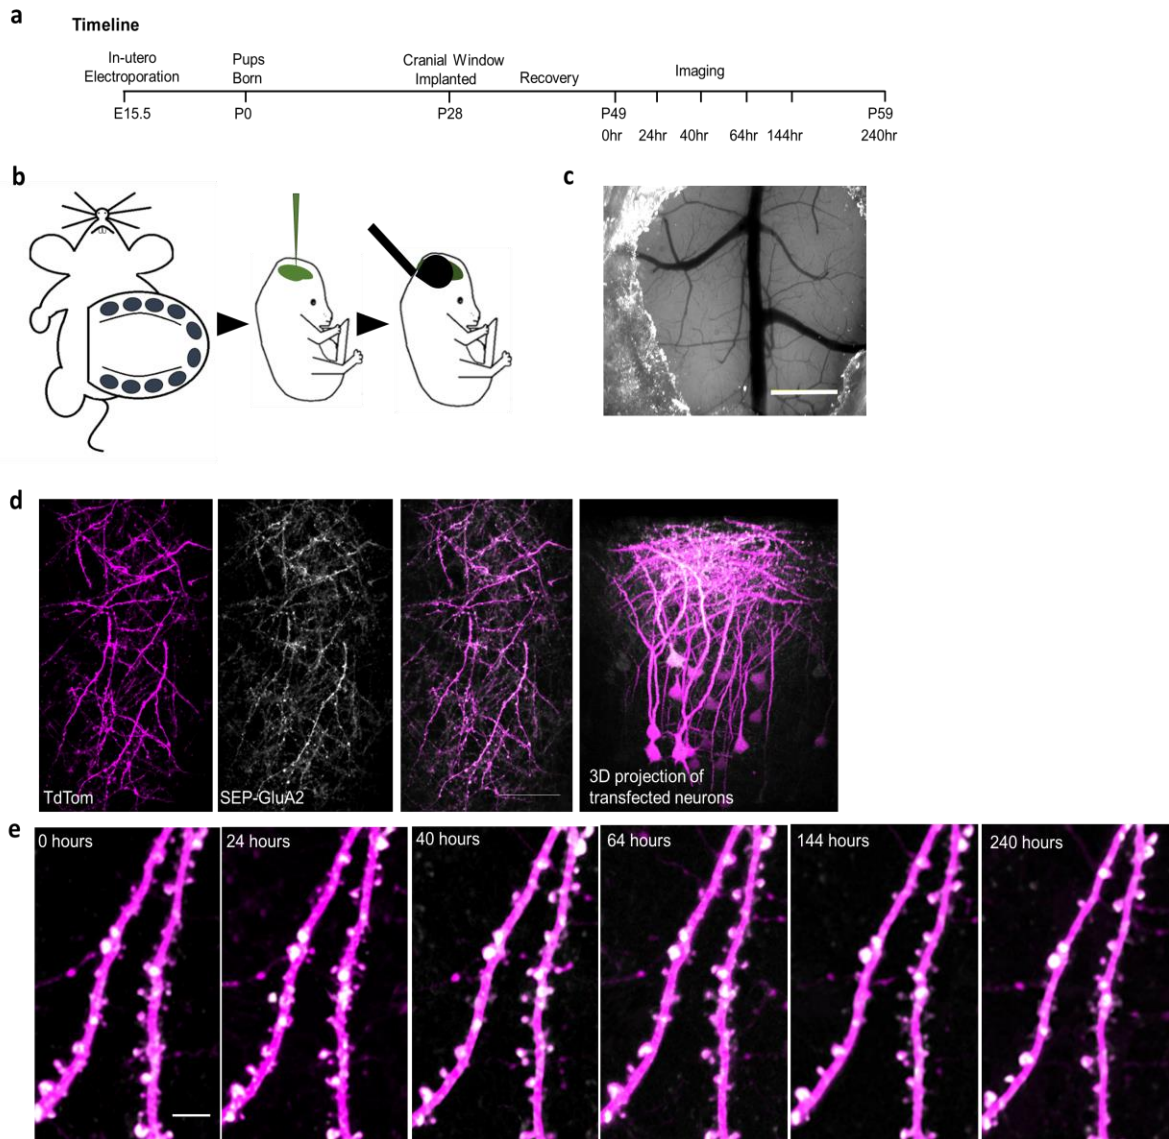 a
Timeline
In-utero
Electroporation
Pups
Born
Cranial Window
Implanted
Recovery
Imaging
E15.5
P0
P28
P49
P59
0hr
24hr
40hr
64hr
144hr
240hr
b
c
d
TdTom
SEP-GluA2
3D projection of
transfected neurons
e
0 hours
24 hours
40 hours
64 hours
144 hours
240 hours